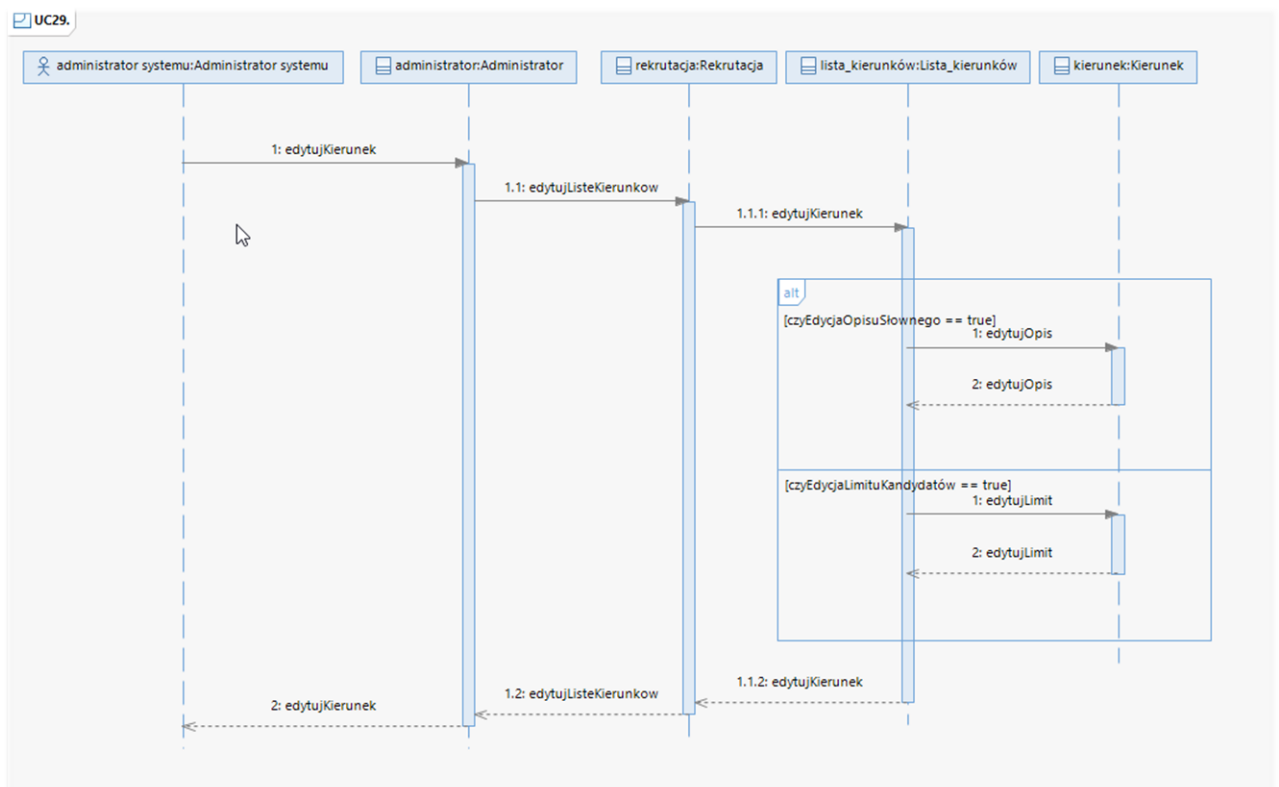 UC29.
administrator systemu:Administrator systemu
administrator:Administrator
rekrutacja:Rekrutacja
lista_kierunków:Lista_kierunków
kierunek:Kierunek
1: edytujKierunek
1.1: edytujListeKierunkow
1.1.1: edytujKierunek
alt
[czyEdycjaOpisuSłownego == true]
1: edytujOpis
2: edytujOpis
[czyEdycjaLimituKandydatów == true]
1: edytujLimit
2: edytujLimit
1.1.2: edytujKierunek
1.2: edytujListeKierunkow
2: edytujKierunek